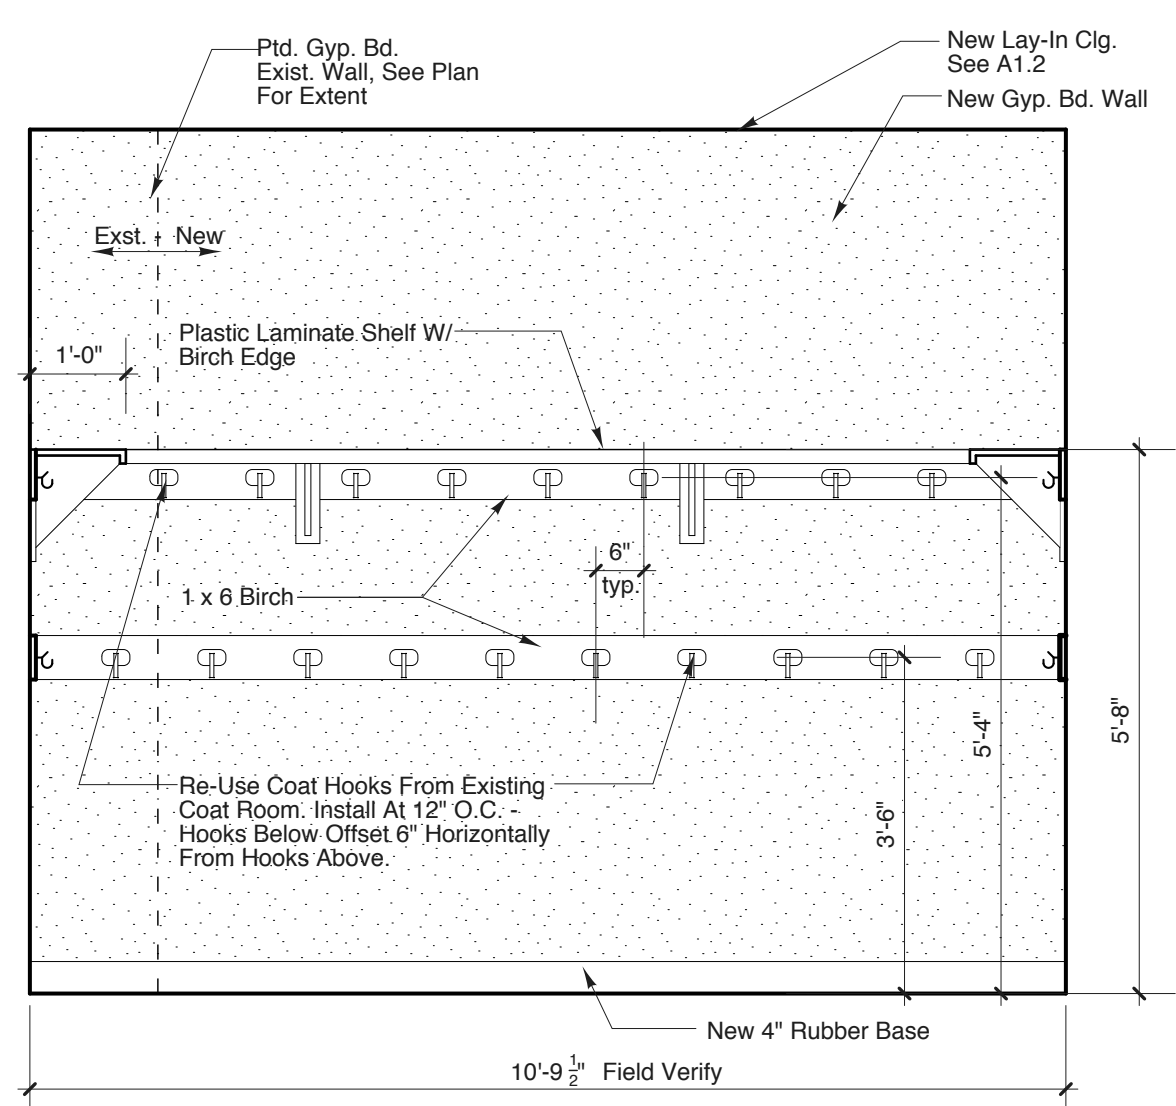 Ptd. Gyp. Bd.
Exist. Wall, See Plan
For Extent
New Lay-In Clg.
See A1.2
New Gyp. Bd. Wall
Exst. - New
Plastic Laminate Shelf W/
Birch Edge
1'-0"
6"
typ.
1 x 6 Birch
5'-4"
5'-8"
3'-6"
Re-Use Coat Hooks From Existing
Coat Room. Install At 12" O.C. -
Hooks Below Offset 6" Horizontally
From Hooks Above.
New 4" Rubber Base
10'-9 1/2" Field Verify